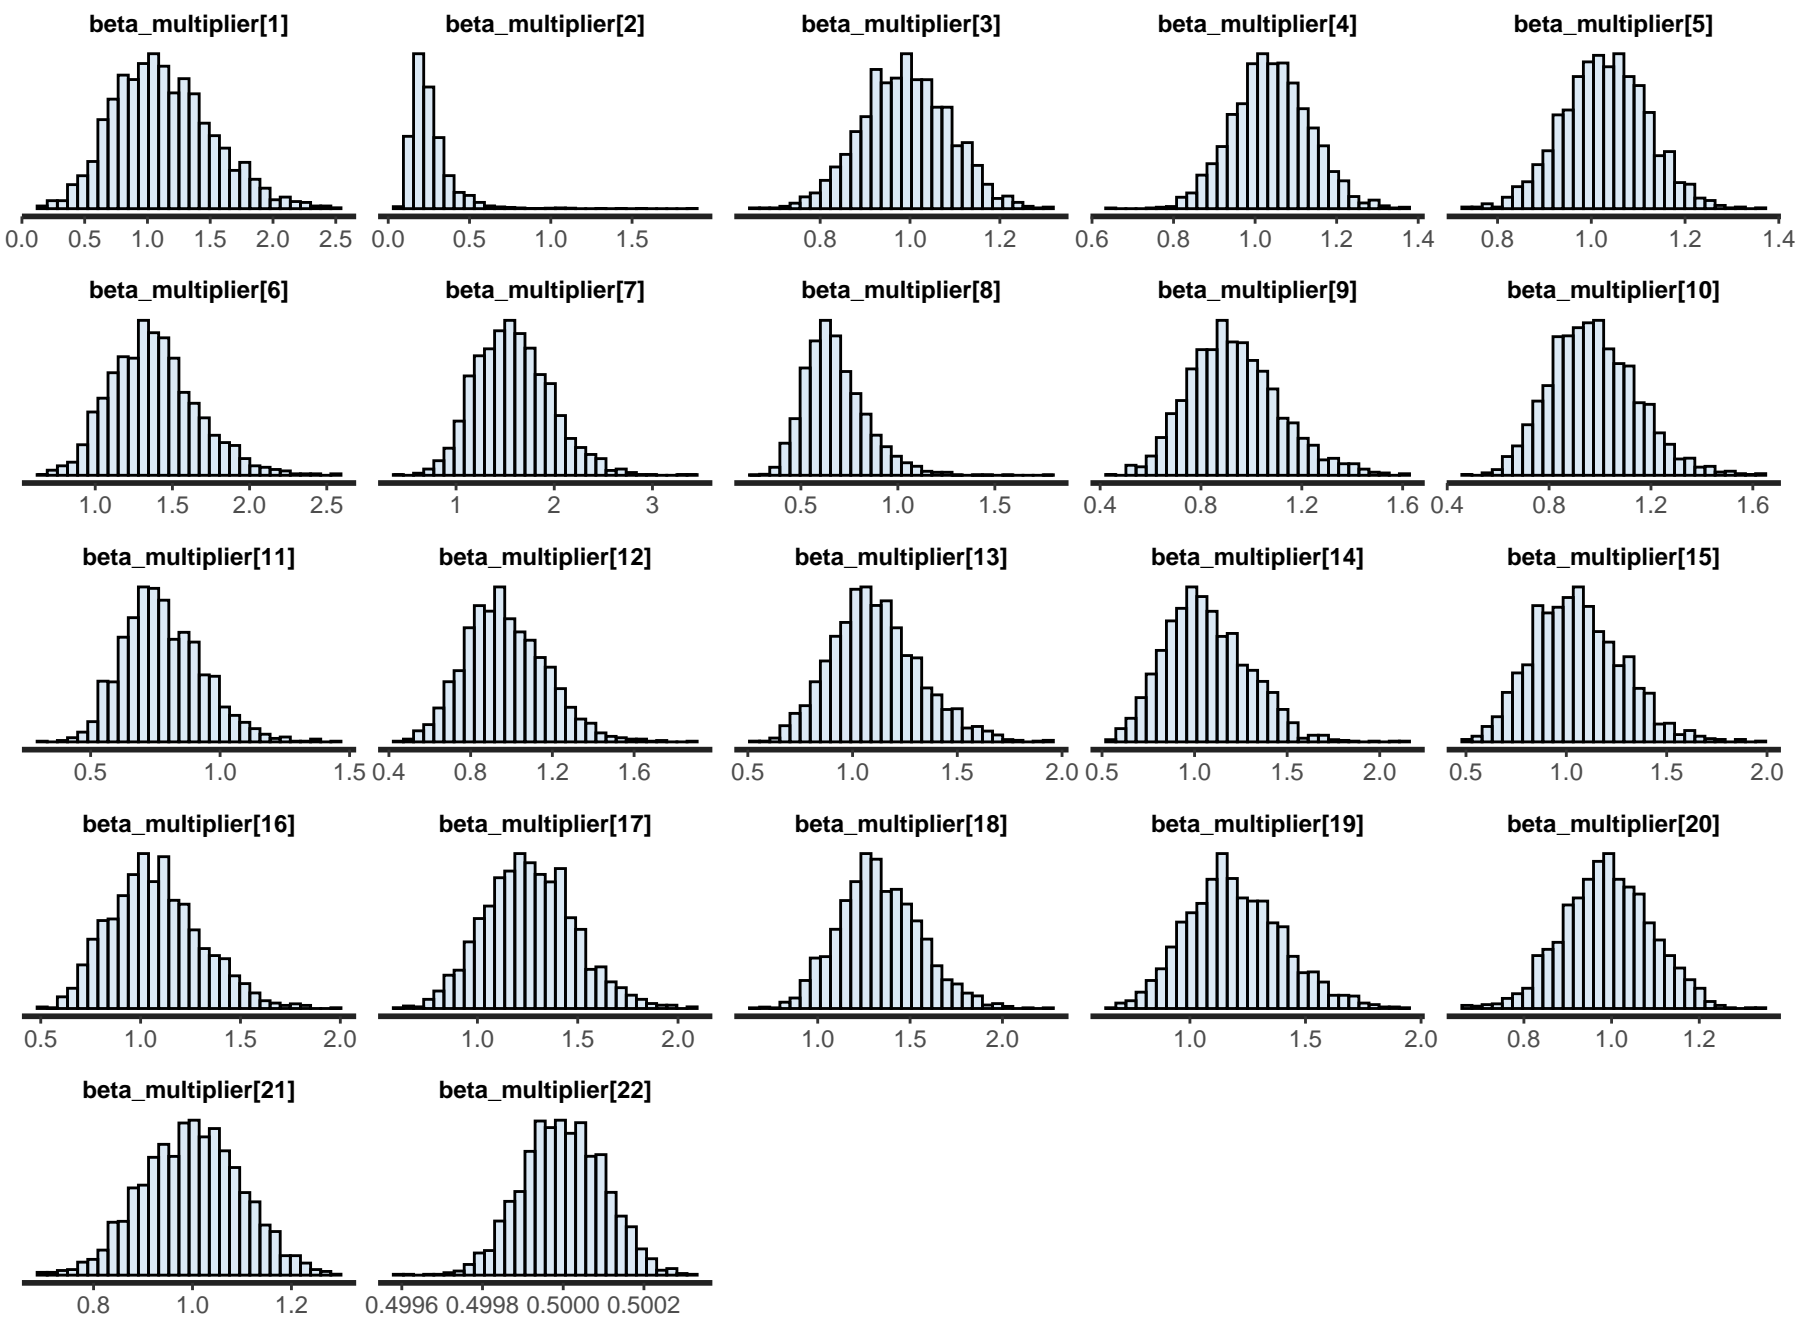 beta_multiplier[1] beta_multiplier[2] beta_multiplier[3] beta_multiplier[4] beta_multiplier[5]
0.0 0.5 1.0 1.5 2.0 2.5 0.0 0.5 1.0 1.5 0.8 1.0 1.2 0.6 0.8 1.0 1.2 1.4 0.8 1.0 1.2 1.4
beta_multiplier[6] beta_multiplier[7] beta_multiplier[8] beta_multiplier[9] beta_multiplier[10]
1.0 1.5 2.0 2.5 1 2 3 0.5 1.0 1.5 0.4 0.8 1.2 1.6 0.4 0.8 1.2 1.6
beta_multiplier[11] beta_multiplier[12] beta_multiplier[13] beta_multiplier[14] beta_multiplier[15]
0.5 1.0 1.5 0.4 0.8 1.2 1.6 0.5 1.0 1.5 2.0 0.5 1.0 1.5 2.0 0.5 1.0 1.5 2.0
beta_multiplier[16] beta_multiplier[17] beta_multiplier[18] beta_multiplier[19] beta_multiplier[20]
0.5 1.0 1.5 2.0 1.0 1.5 2.0 1.0 1.5 2.0 1.0 1.5 2.0 0.8 1.0 1.2
beta_multiplier[21] beta_multiplier[22]
0.8 1.0 1.2 0.4996 0.4998 0.5000 0.5002